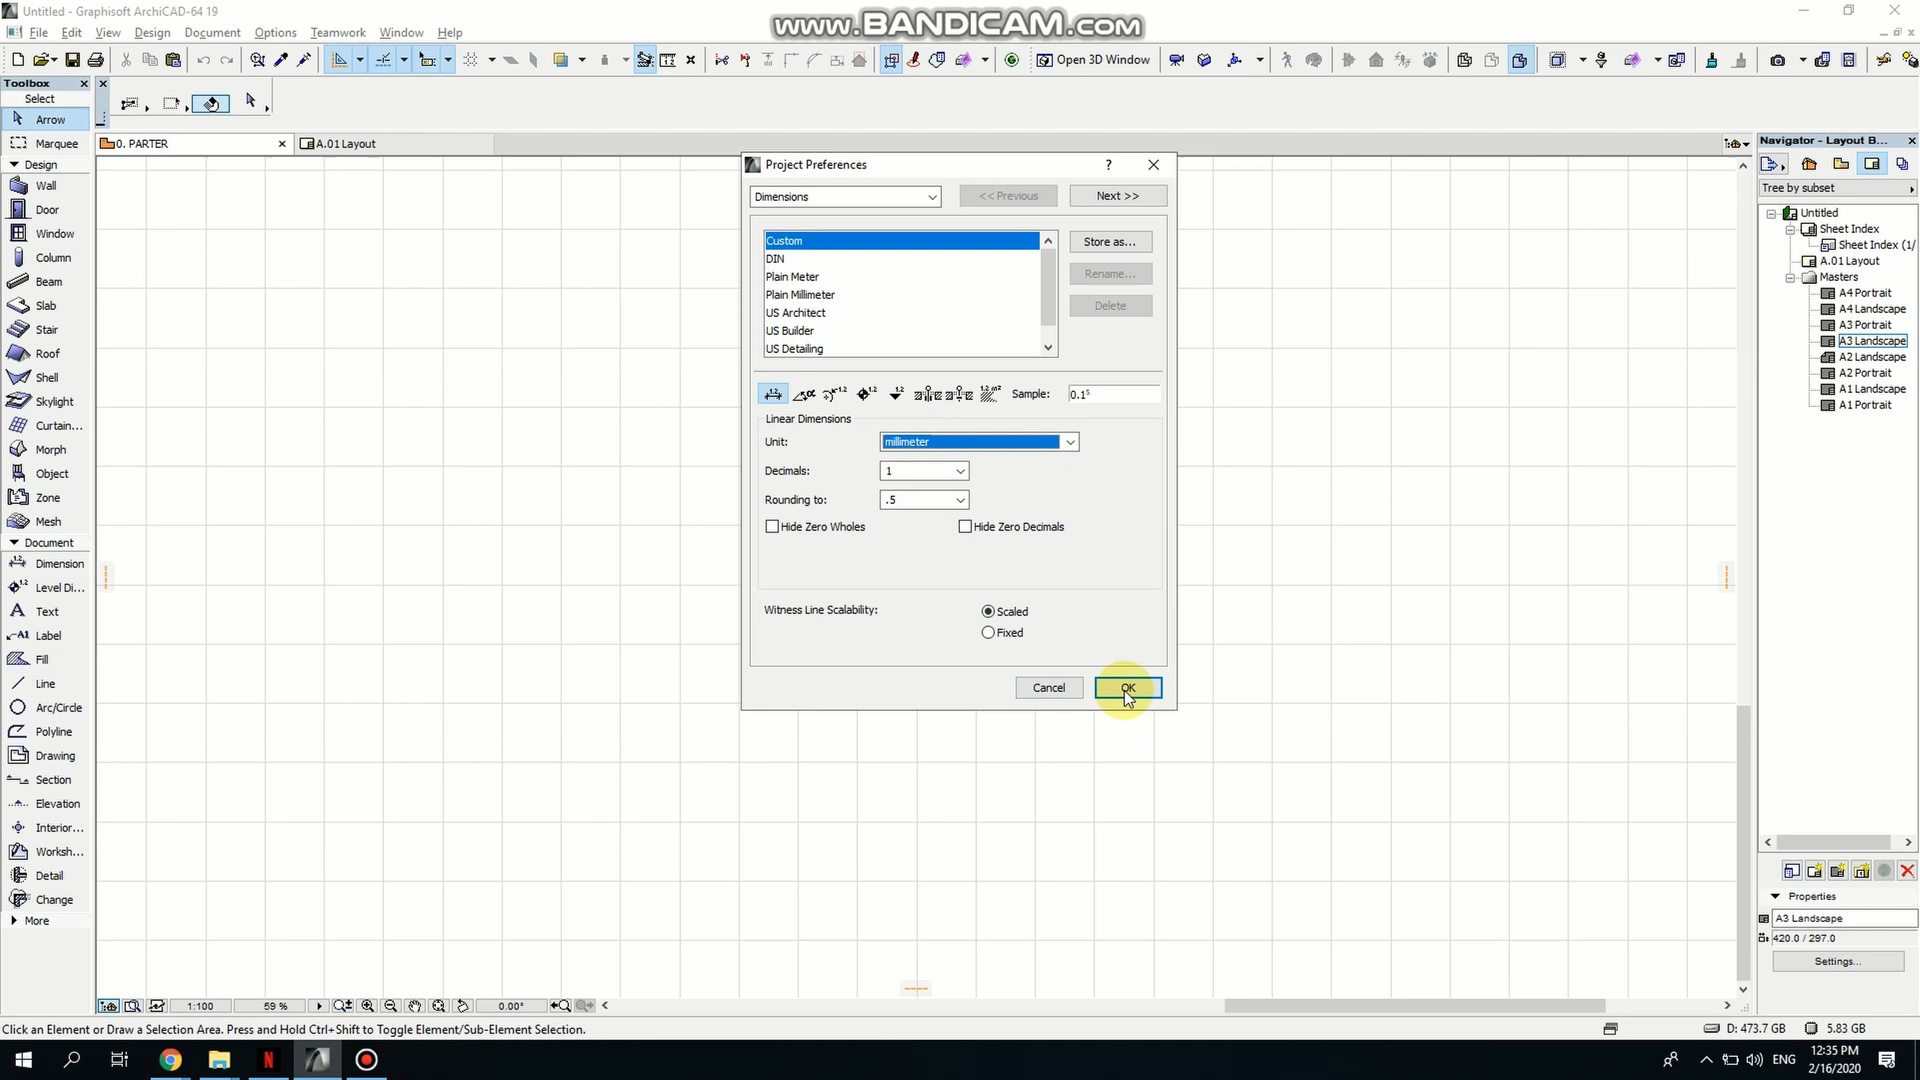 Untitled - Graphisoft ArchiCAD-64 19
www.BANDICAM.com
File Edit View Design Document Options Teamwork Window Help
Open 3D Window
Toolbox
Select
Arrow
Marquee
Design
Wall
Door
Window
Column
Beam
Slab
Stair
Roof
Shell
Skylight
Curtain...
Morph
Object
Zone
Mesh
Document
Dimension
Level Di...
Text
Label
Fill
Line
Arc/Circle
Polyline
Drawing
Section
Elevation
Interior...
Worksh...
Detail
Change
More
0. PARTER
A.01 Layout
Project Preferences
Dimensions
<< Previous
Next >>
Custom
DIN
Plain Meter
Plain Millimeter
US Architect
US Builder
US Detailing
Store as...
Rename...
Delete
Sample: 0.1⁵
Linear Dimensions
Unit: millimeter
Decimals: 1
Rounding to: .5
Hide Zero Wholes
Hide Zero Decimals
Witness Line Scalability:
Scaled
Fixed
Cancel
OK
Navigator - Layout B...
Tree by subset
Untitled
Sheet Index
Sheet Index (1/
A.01 Layout
Masters
A4 Portrait
A4 Landscape
A3 Portrait
A3 Landscape
A2 Landscape
A2 Portrait
A1 Landscape
A1 Portrait
Properties
A3 Landscape
420.0 / 297.0
Settings...
1:100
59 %
0.00°
Click an Element or Draw a Selection Area. Press and Hold Ctrl+Shift to Toggle Element/Sub-Element Selection.
D: 473.7 GB
5.83 GB
ENG
12:35 PM
2/16/2020